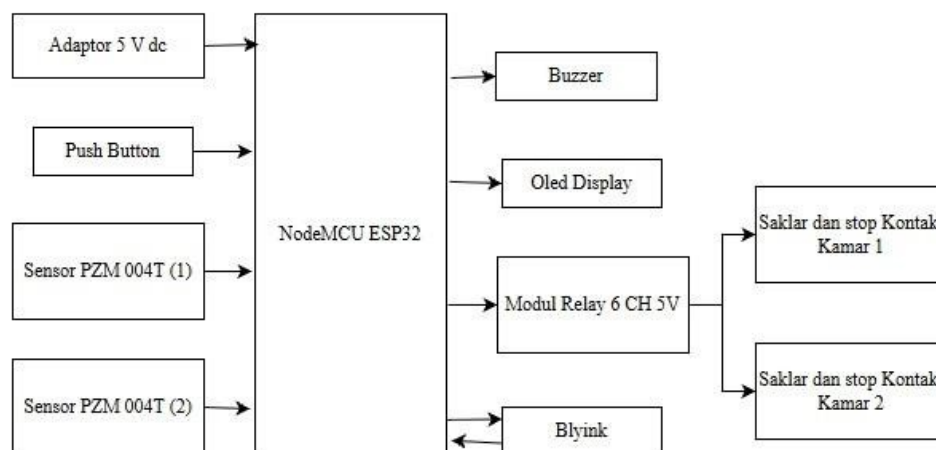 Adaptor 5 V dc
Push Button
Sensor PZM 004T (1)
Sensor PZM 004T (2)
NodeMCU ESP32
Buzzer
Oled Display
Modul Relay 6 CH 5V
Blyink
Saklar dan stop Kontak
Kamar 1
Saklar dan stop Kontak
Kamar 2